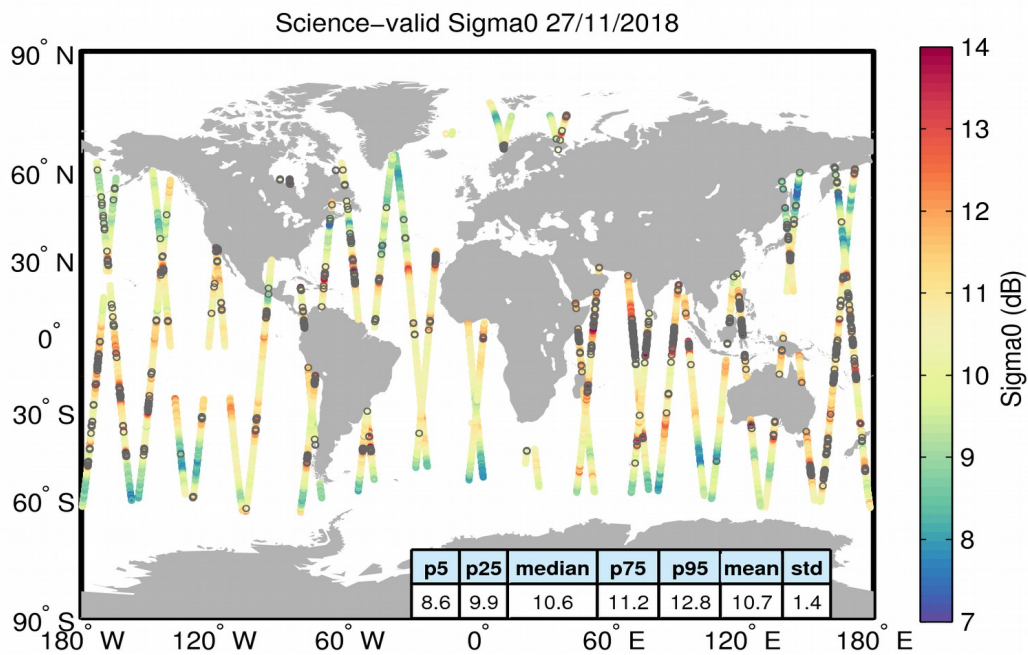 Science−valid Sigma0 27/11/2018
90° N
60° N
30° N
0°
30° S
60° S
90° S
180° W
120° W
60° W
0°
60° E
120° E
180° E
p5 p25 median p75 p95 mean std
8.6 9.9 10.6 11.2 12.8 10.7 1.4
14
13
12
11
10
9
8
7
Sigma0 (dB)